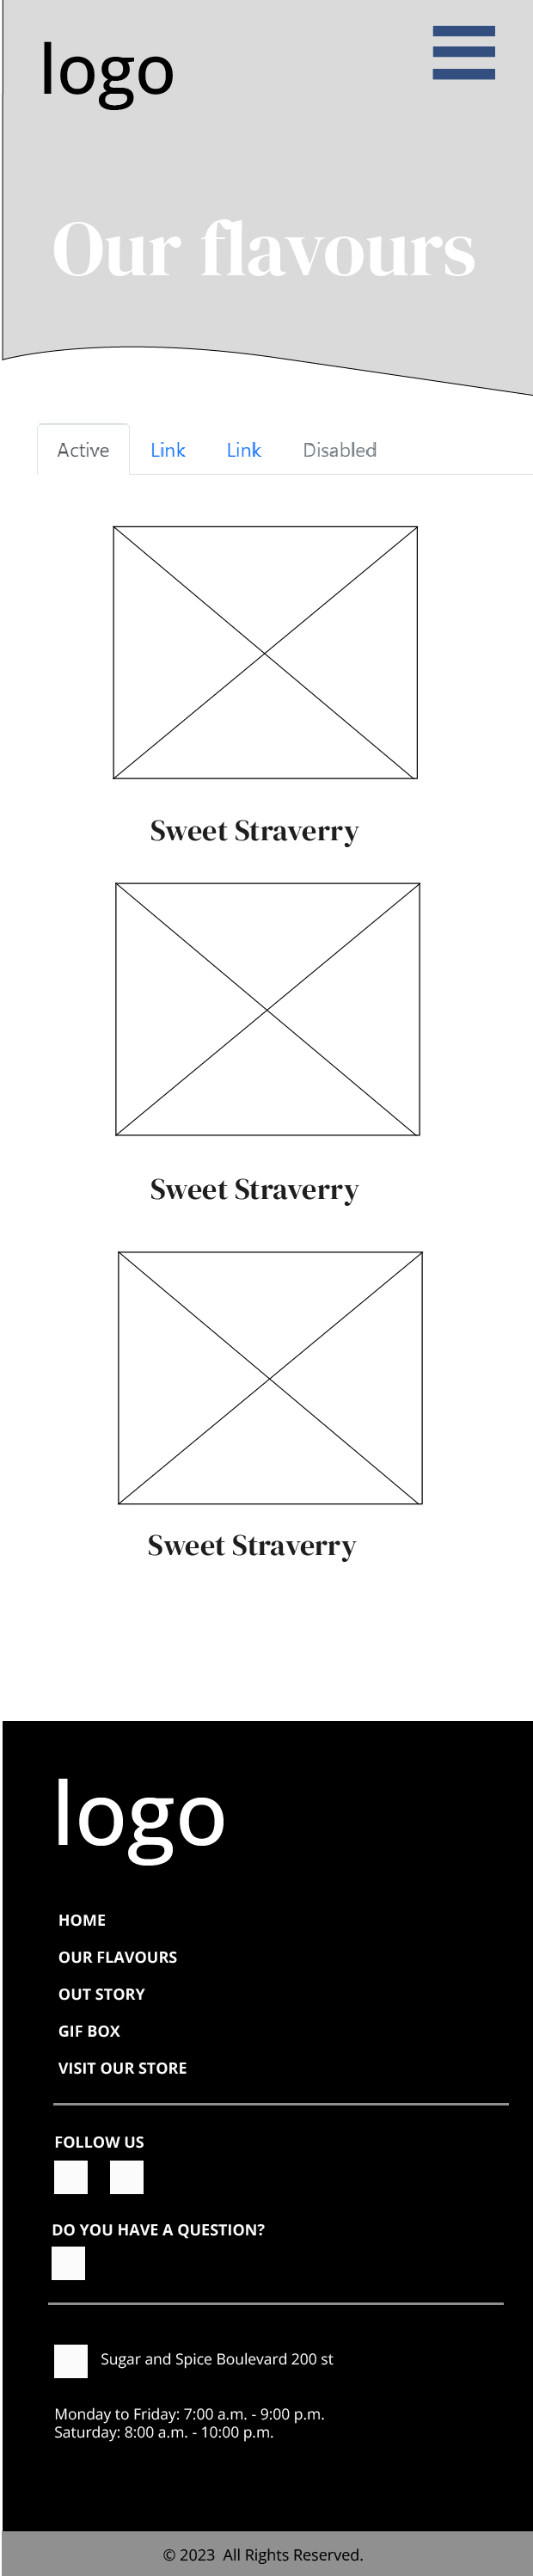 logo
Our flavours
Active Link Link Disabled
Sweet Straverry
Sweet Straverry
Sweet Straverry
logo
HOME
OUR FLAVOURS
OUT STORY
GIF BOX
VISIT OUR STORE
FOLLOW US
DO YOU HAVE A QUESTION?
Sugar and Spice Boulevard 200 st
Monday to Friday: 7:00 a.m. - 9:00 p.m.
Saturday: 8:00 a.m. - 10:00 p.m.
© 2023 All Rights Reserved.